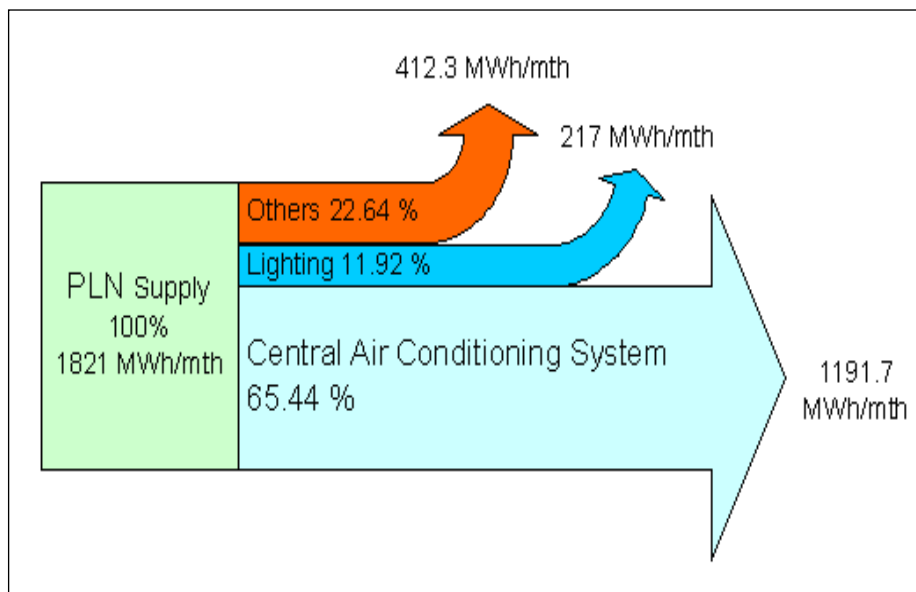 412.3 MWh/mth
217 MWh/mth
Others 22.64 %
Lighting 11.92 %
PLN Supply
100%
1821 MWh/mth
Central Air Conditioning System
65.44 %
1191.7
MWh/mth